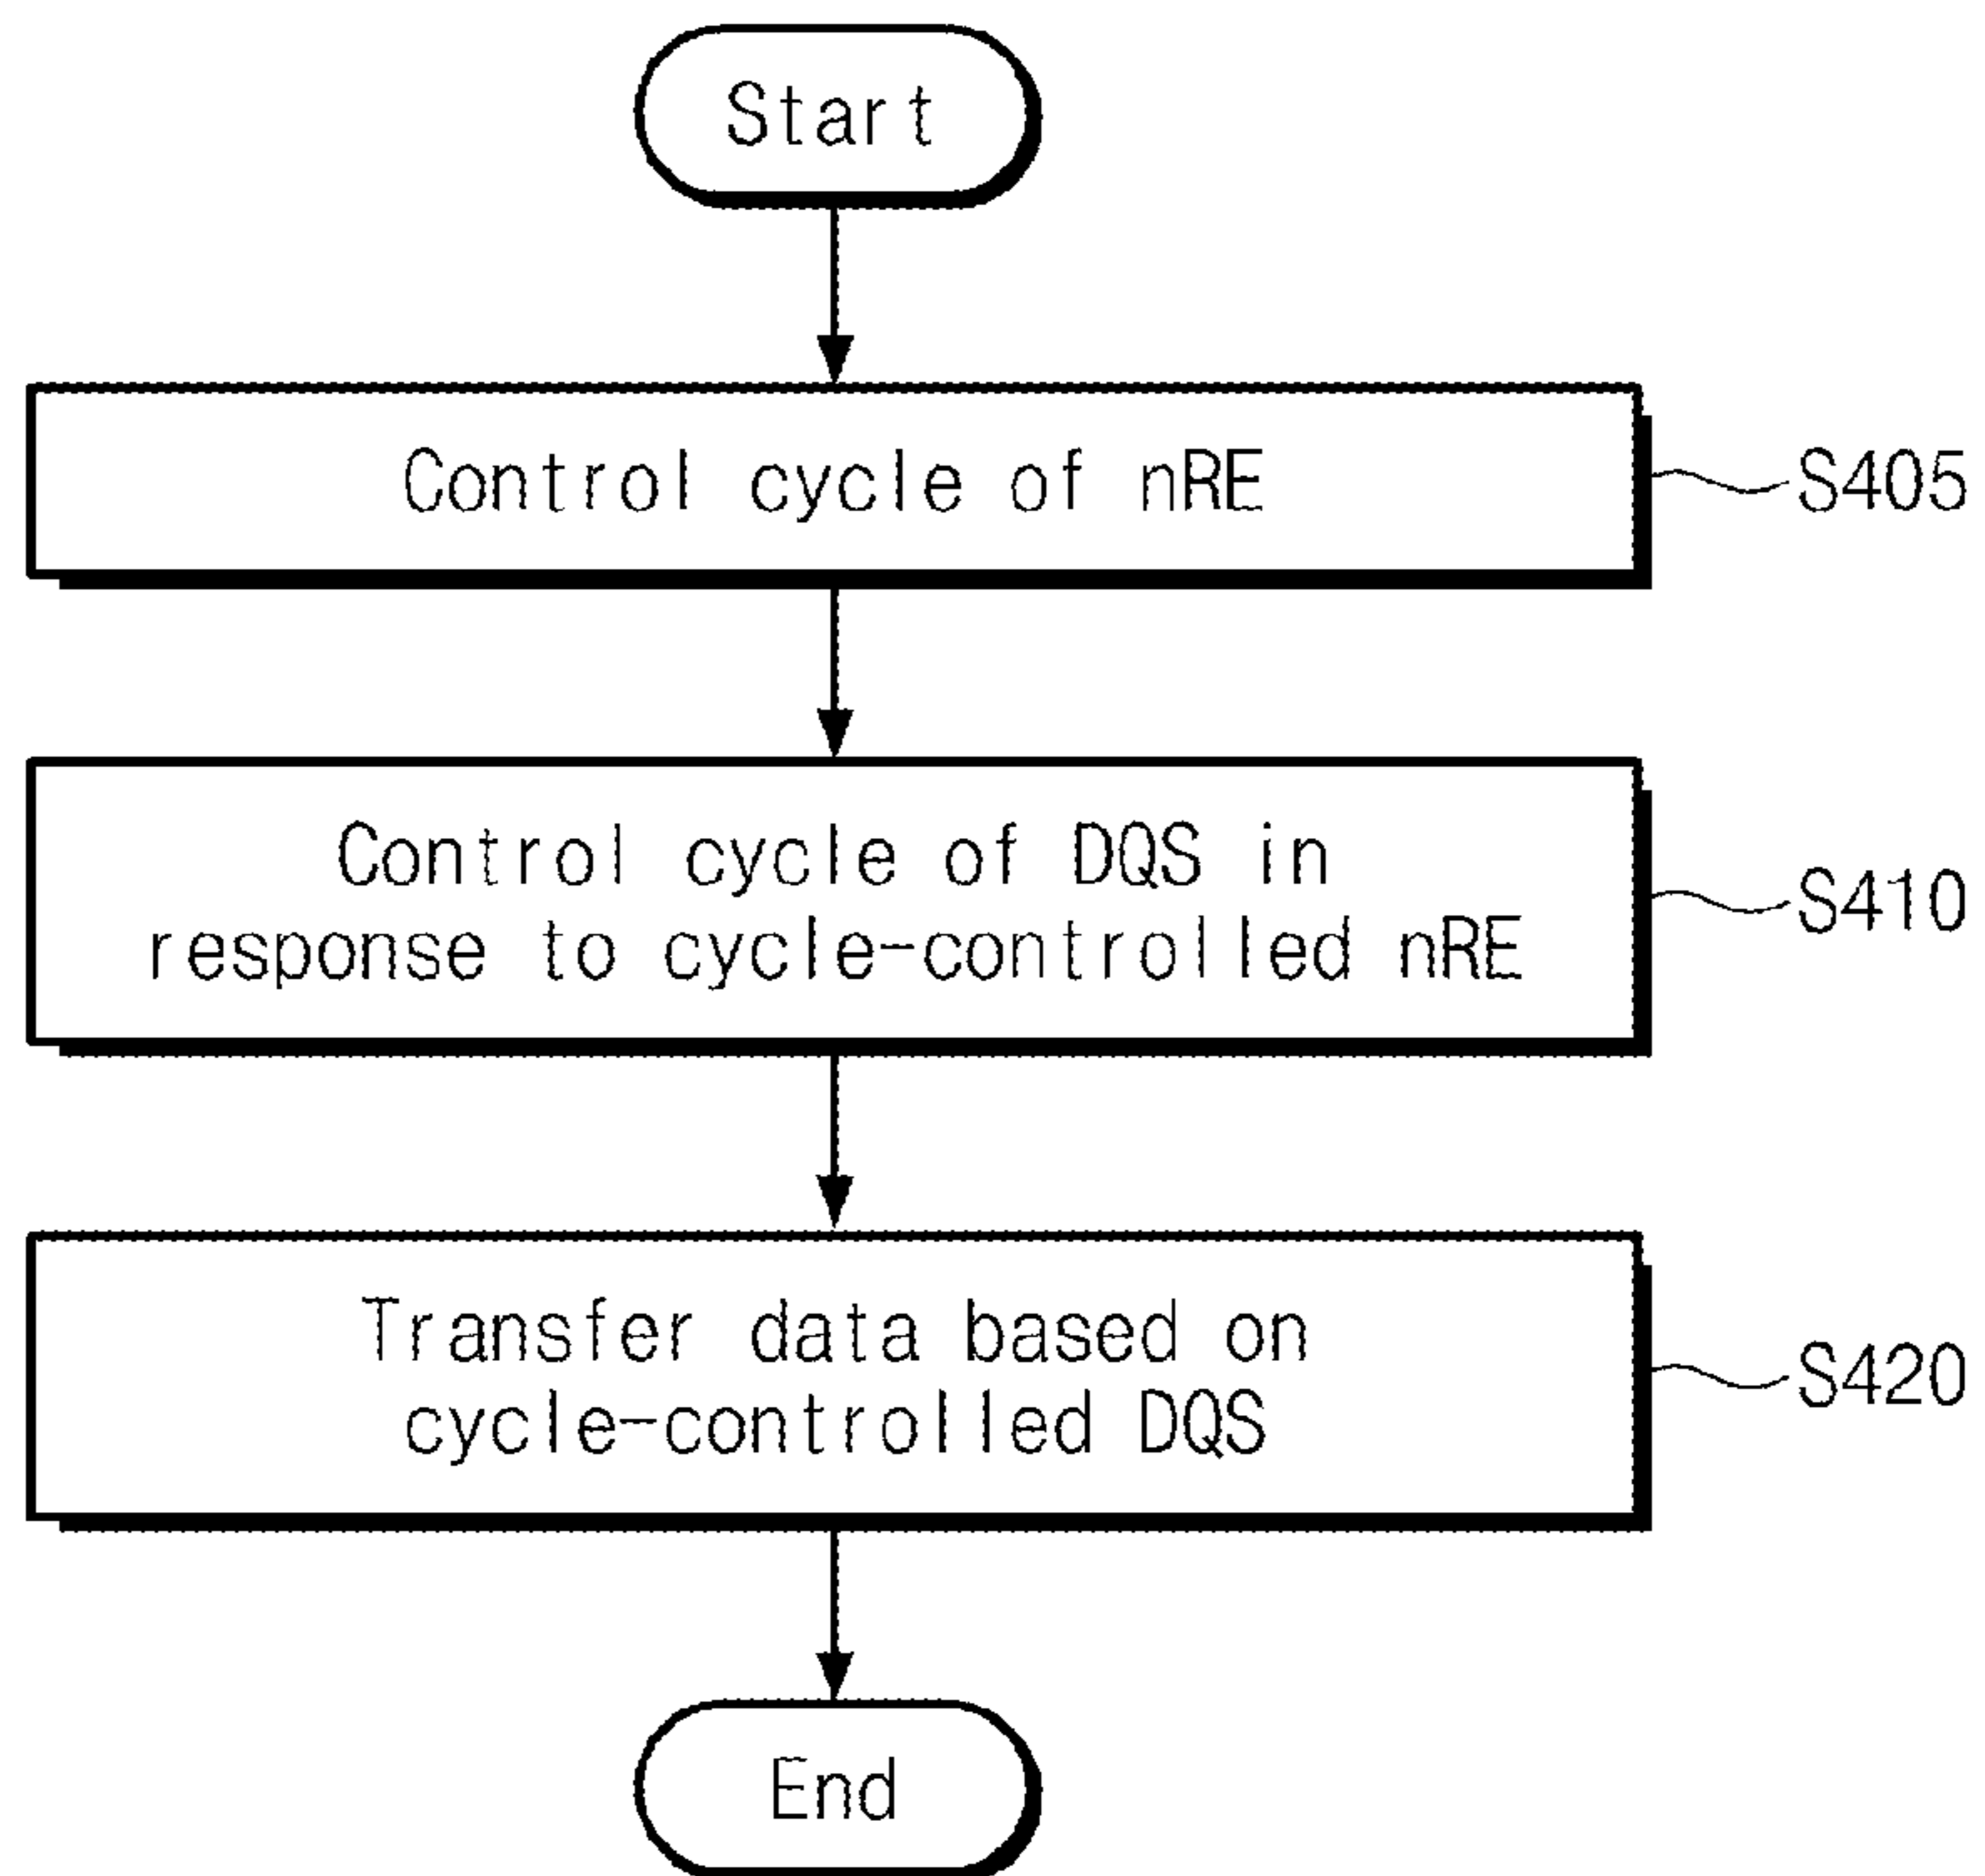 Start
Control cycle of nRE
S405
Control cycle of DQS in
response to cycle-controlled nRE
S410
Transfer data based on
cycle-controlled DQS
S420
End